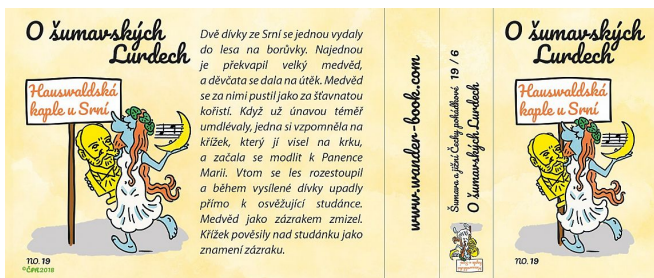 O šumavských
Lurdech
Hauswaldská
kaple u Srní
NO. 19
©ČPR2018
Dvě dívky ze Srní se jednou vydaly
do lesa na borůvky. Najednou
je překvapil velký medvěd,
a děvčata se dala na útěk. Medvěd
se za nimi pustil jako za šťavnatou
kořistí. Když už únavou téměř
umdlévaly, jedna si vzpomněla na
křížek, který jí visel na krku,
a začala se modlit k Panence
Marii. Vtom se les rozestoupil
a během vysílené dívky upadly
přímo k osvěžující studánce.
Medvěd jako zázrakem zmizel.
Křížek pověsily nad studánku jako
znamení zázraku.
www.wander-book.com
Šumava a jižní Čechy pohádkové 19 / 6
O šumavských Lurdech
O šumavských
Lurdech
Hauswaldská
kaple u Srní
NO. 19